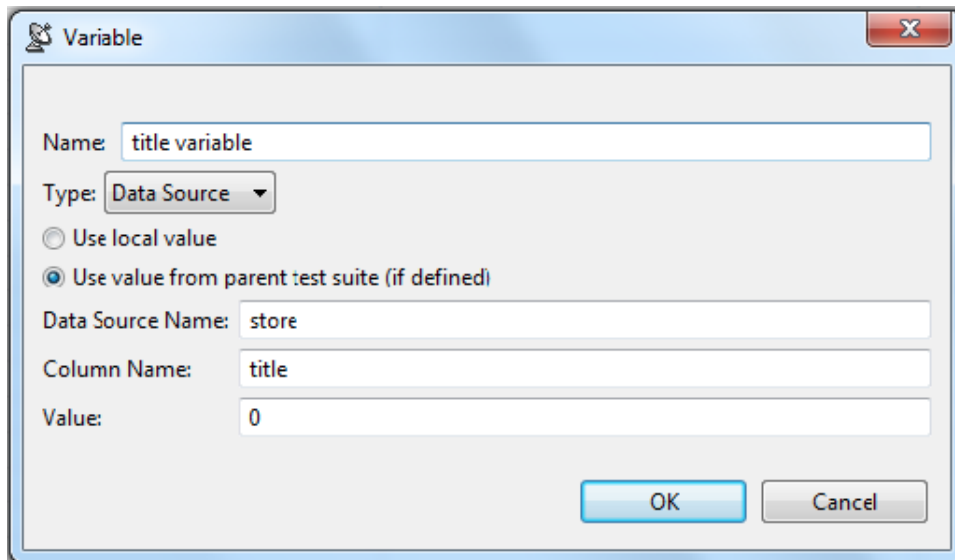 Variable
Name: title variable
Type: Data Source
Use local value
Use value from parent test suite (if defined)
Data Source Name: store
Column Name: title
Value: 0
OK Cancel